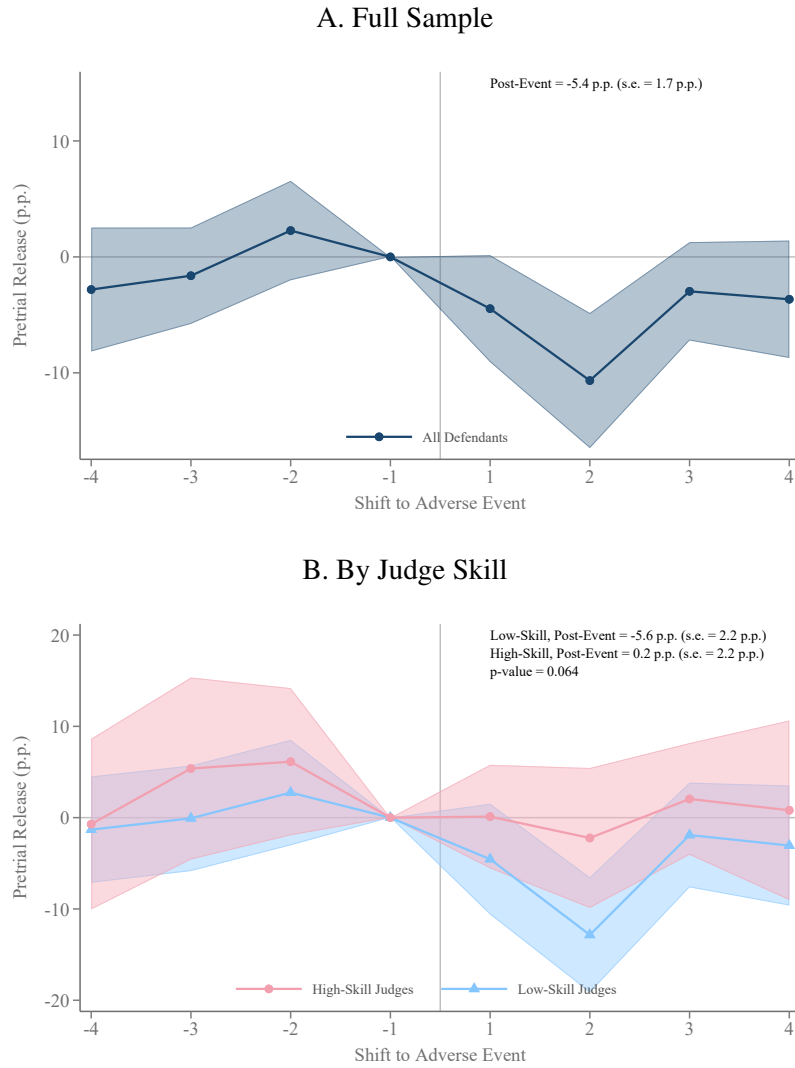 A. Full Sample
Post-Event = -5.4 p.p. (s.e. = 1.7 p.p.)
Pretrial Release (p.p.)
10
0
-10
All Defendants
-4
-3
-2
-1
1
2
3
4
Shift to Adverse Event
B. By Judge Skill
Low-Skill, Post-Event = -5.6 p.p. (s.e. = 2.2 p.p.)
High-Skill, Post-Event = 0.2 p.p. (s.e. = 2.2 p.p.)
p-value = 0.064
Pretrial Release (p.p.)
20
10
0
-10
-20
High-Skill Judges
Low-Skill Judges
-4
-3
-2
-1
1
2
3
4
Shift to Adverse Event